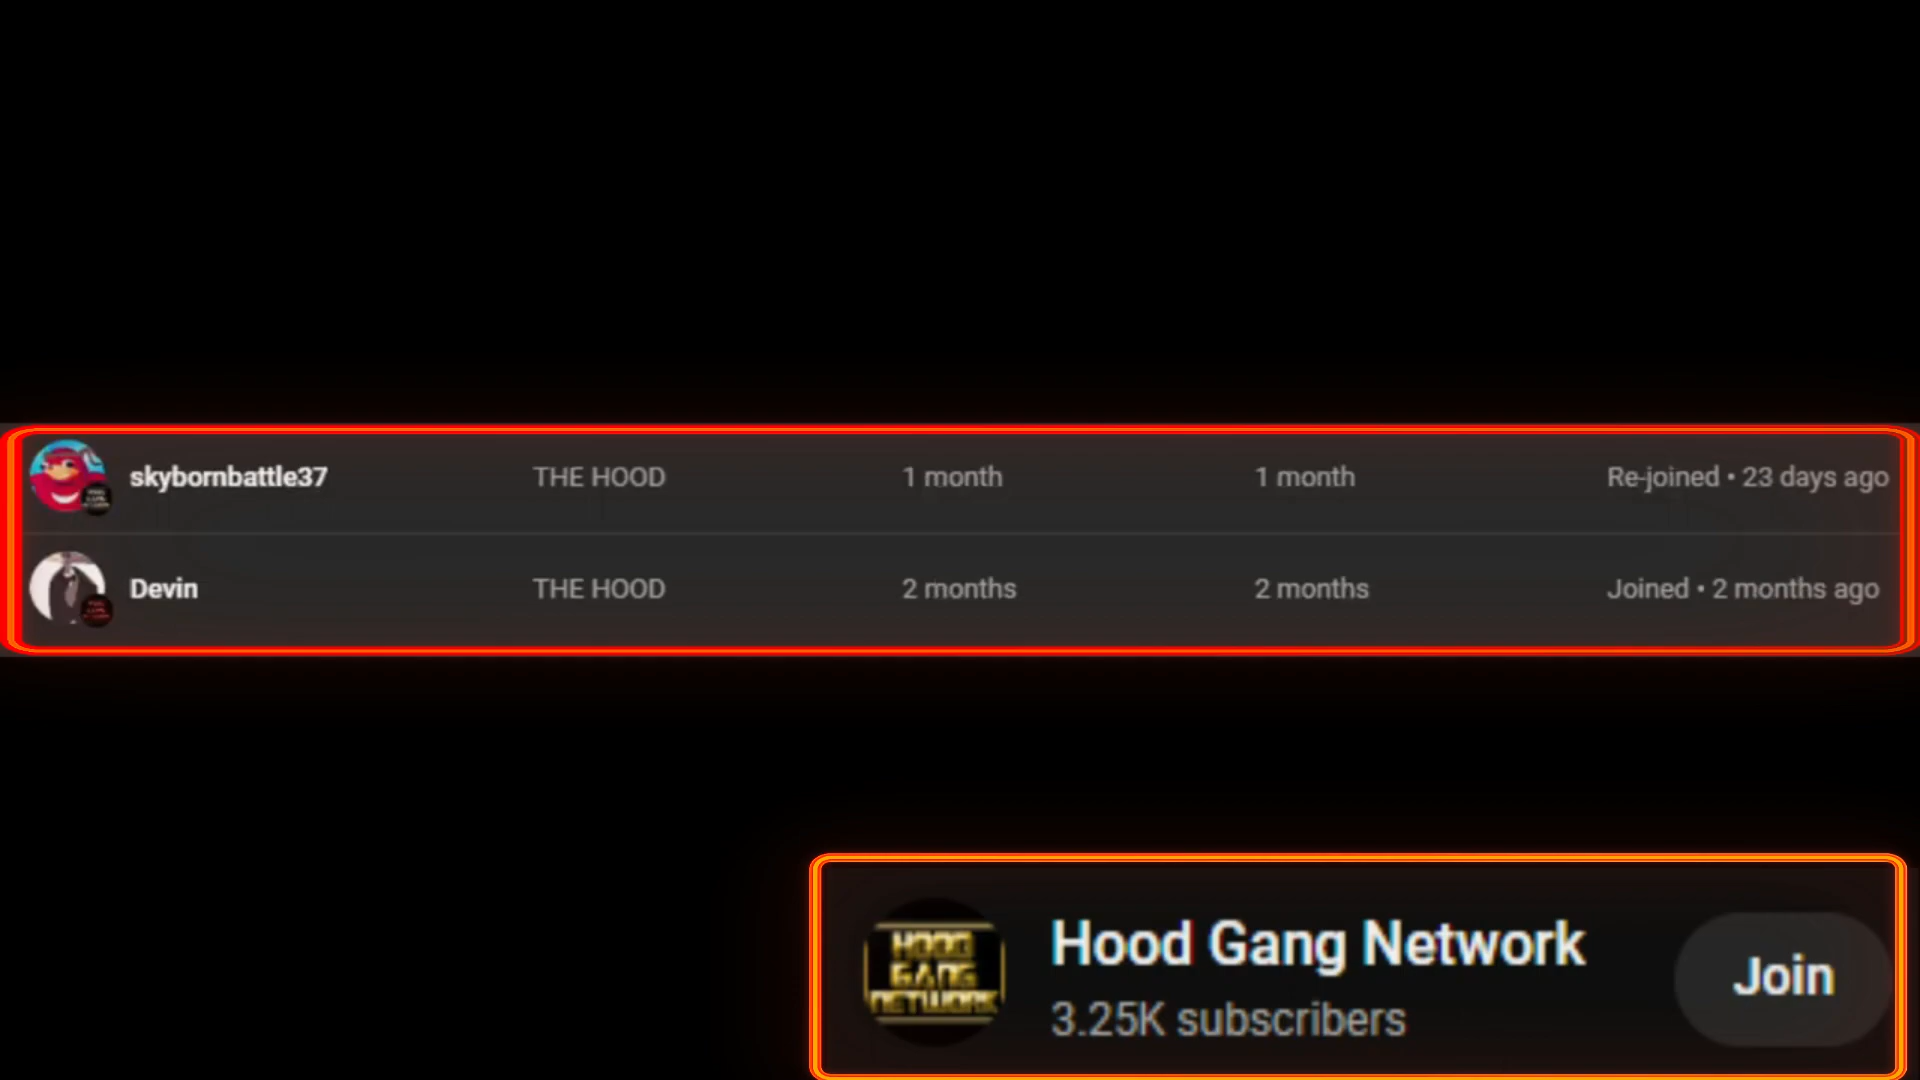 skybornbattle37 THE HOOD 1 month 1 month Re-joined • 23 days ago
Devin THE HOOD 2 months 2 months Joined • 2 months ago
HOOD
GANG
NETWORK
Hood Gang Network
3.25K subscribers
Join